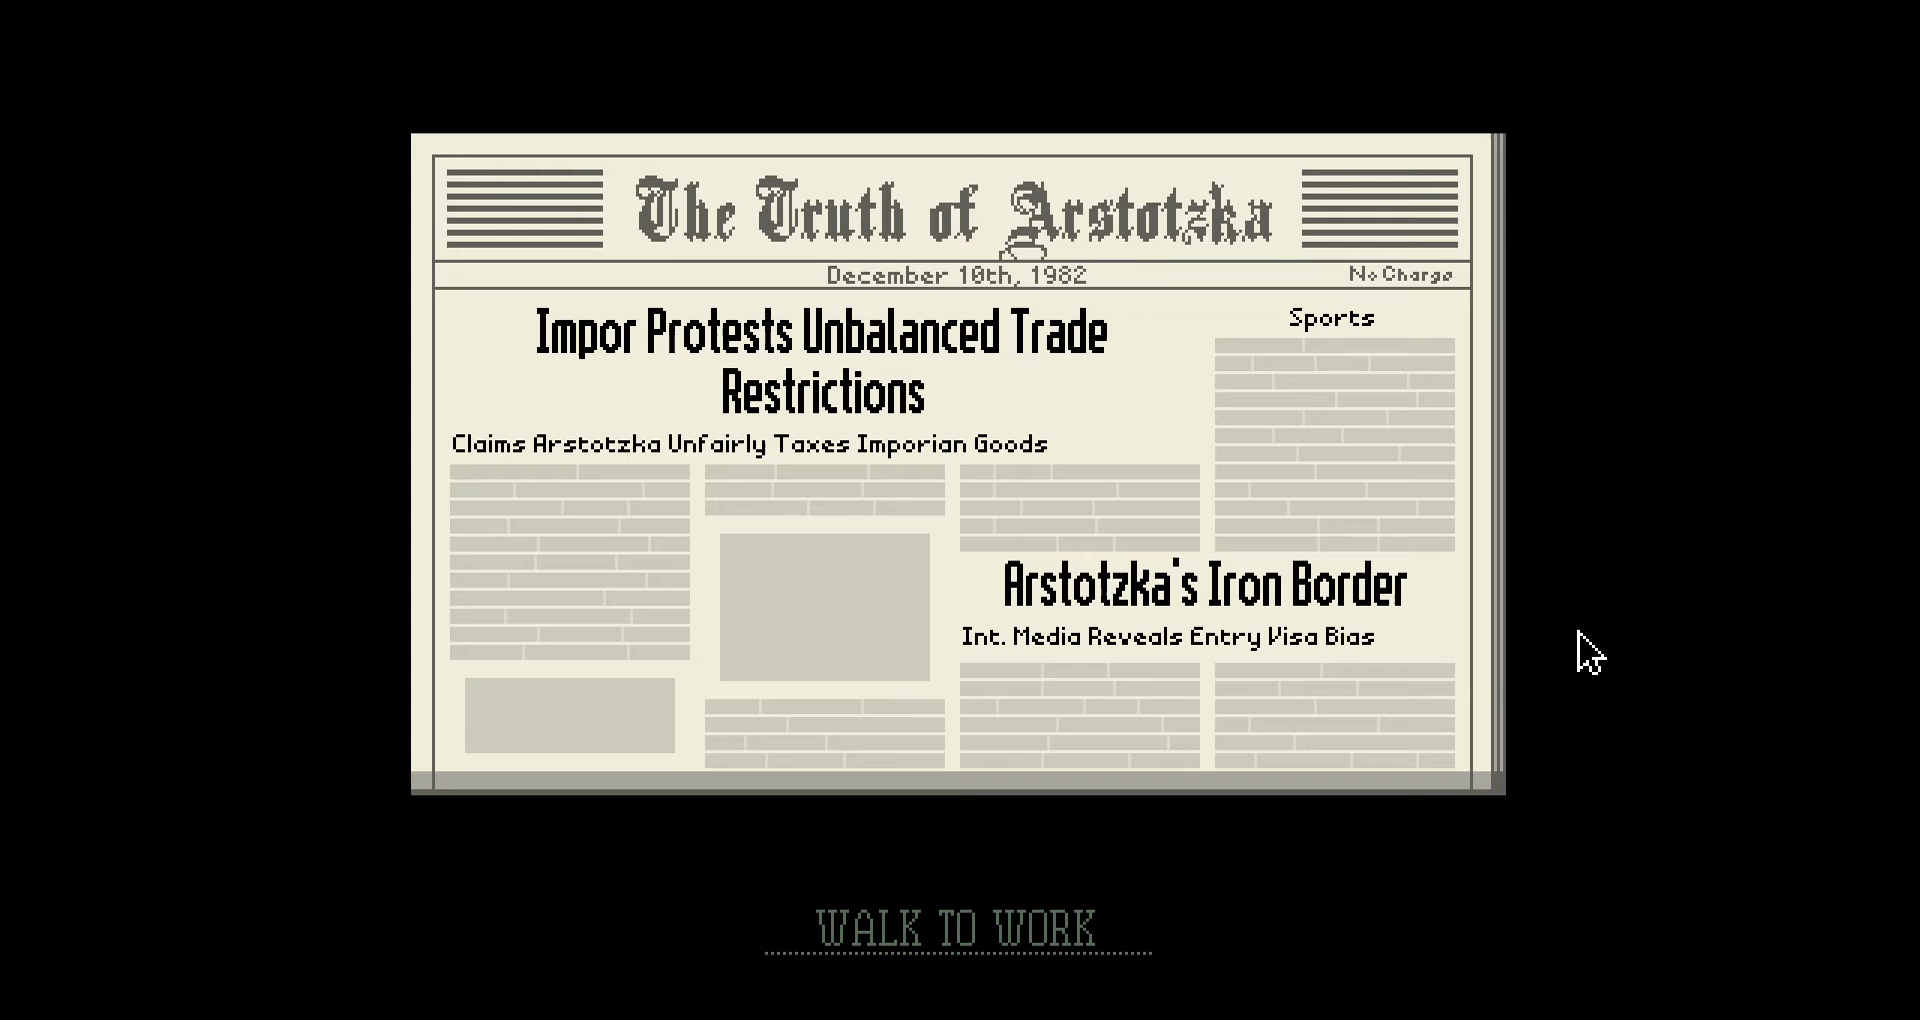 The Truth of Arstotzka
December 10th, 1982
No Charge
Impor Protests Unbalanced Trade
Restrictions
Claims Arstotzka Unfairly Taxes Imporian Goods
Sports
Arstotzka's Iron Border
Int. Media Reveals Entry Visa Bias
WALK TO WORK